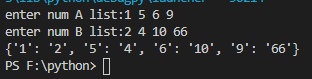 enter num A list:1 5 6 9
enter num B list:2 4 10 66
{'1': '2', '5': '4', '6': '10', '9': '66'}
PS F:\python>